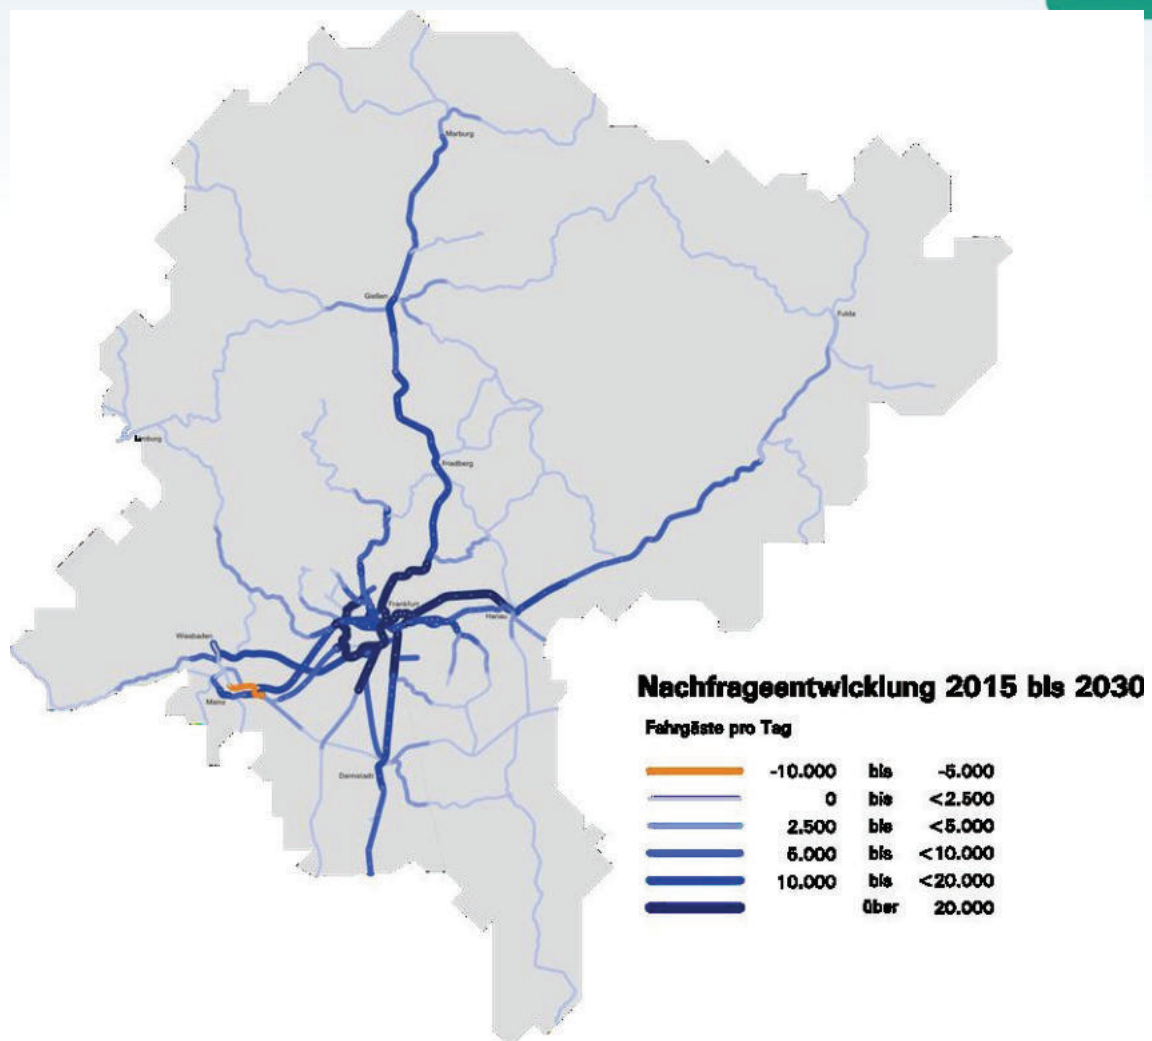 Marburg
Gießen
Fulda
Limburg
Friedberg
Frankfurt
Hanau
Wiesbaden
Mainz
Darmstadt
Nachfrageentwicklung 2015 bis 2030
Fahrgäste pro Tag
-10.000 bis -5.000
0 bis <2.500
2.500 bis <5.000
5.000 bis <10.000
10.000 bis <20.000
über 20.000